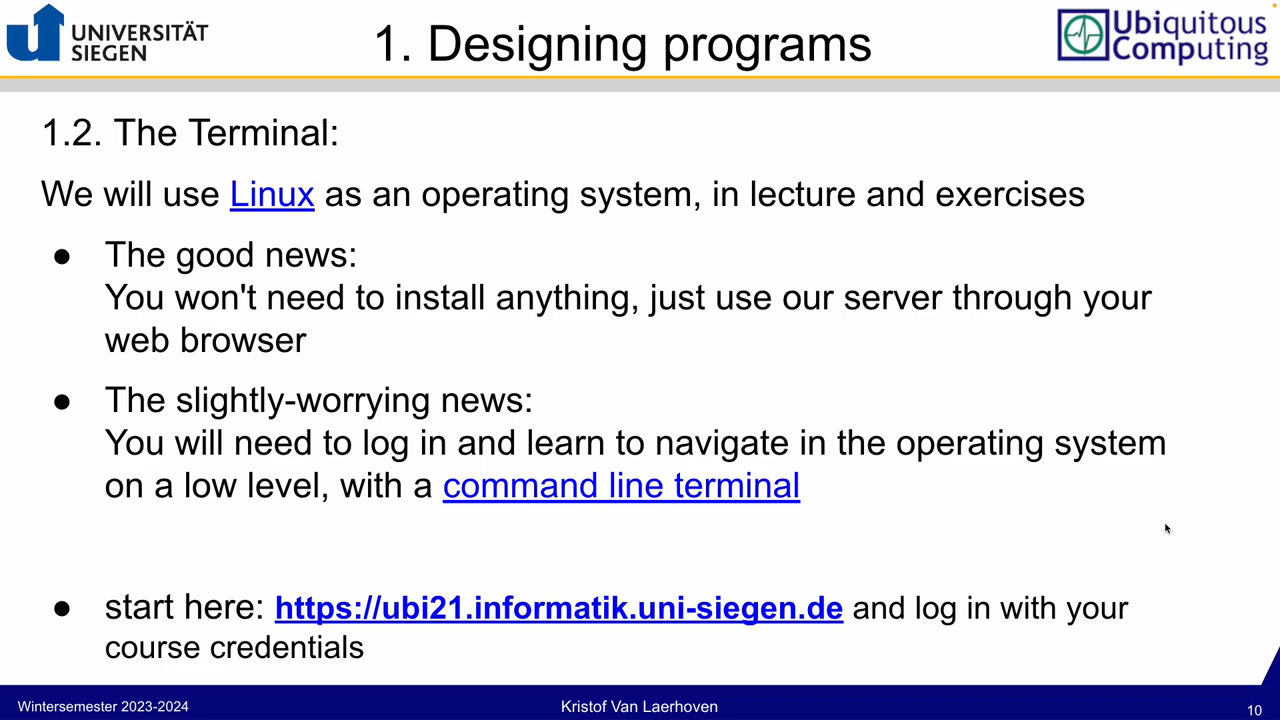 UNIVERSITÄT
SIEGEN
1. Designing programs
Ubiquitous
Computing
1.2. The Terminal:
We will use Linux as an operating system, in lecture and exercises
● The good news:
You won't need to install anything, just use our server through your
web browser
● The slightly-worrying news:
You will need to log in and learn to navigate in the operating system
on a low level, with a command line terminal
● start here: https://ubi21.informatik.uni-siegen.de and log in with your
course credentials
Wintersemester 2023-2024
Kristof Van Laerhoven
10